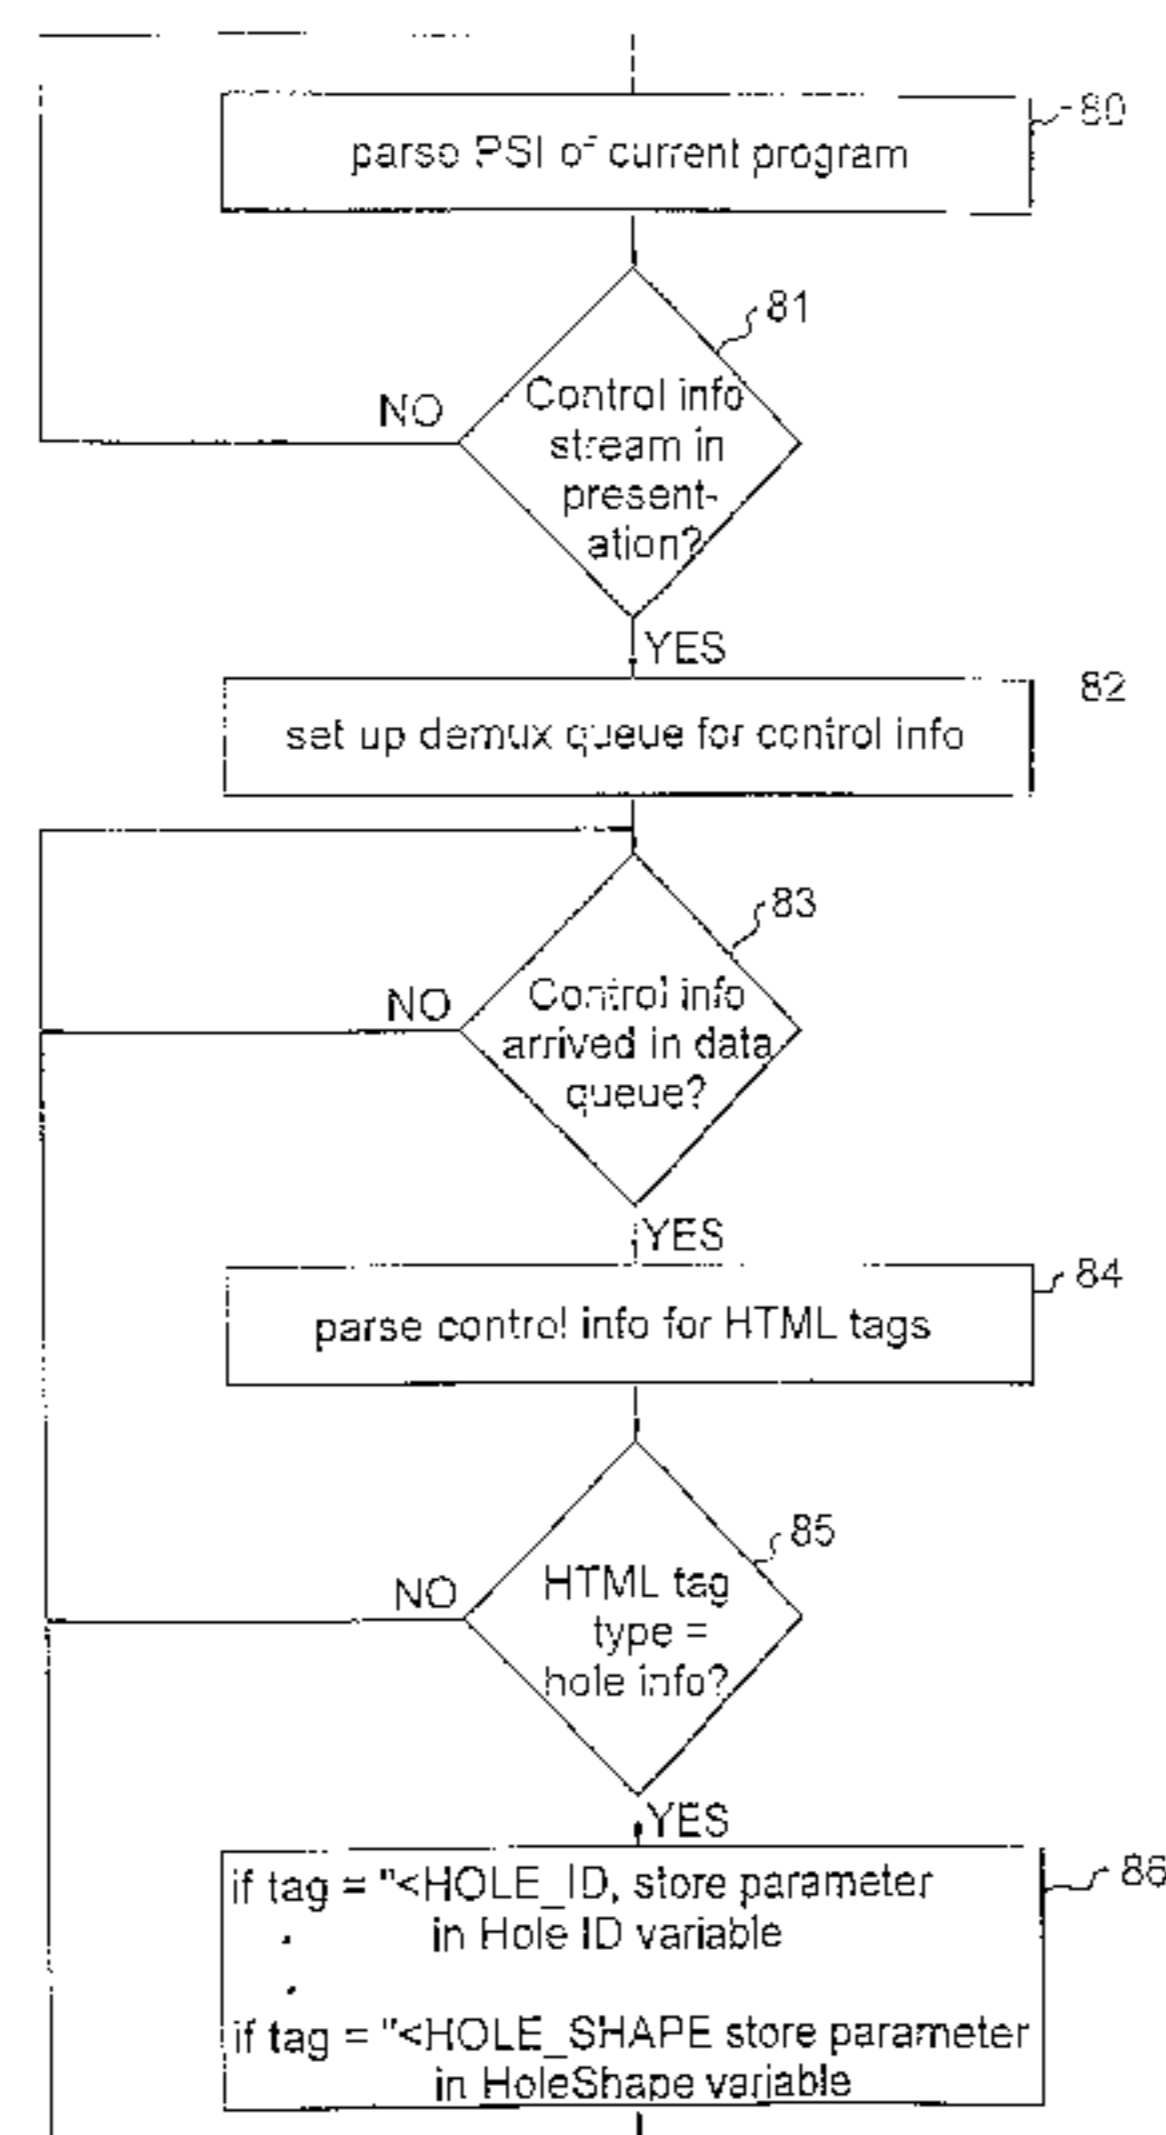 80
parse PSI of current program
81
Control info
stream in
present-
ation?
NO
YES
82
set up demux queue for control info
83
Control info
arrived in data
queue?
NO
YES
84
parse control info for HTML tags
85
HTML tag
type =
hole info?
NO
YES
86
if tag = "<HOLE_ID, store parameter
in Hole ID variable
.
.
if tag = "<HOLE_SHAPE store parameter
in HoleShape variable